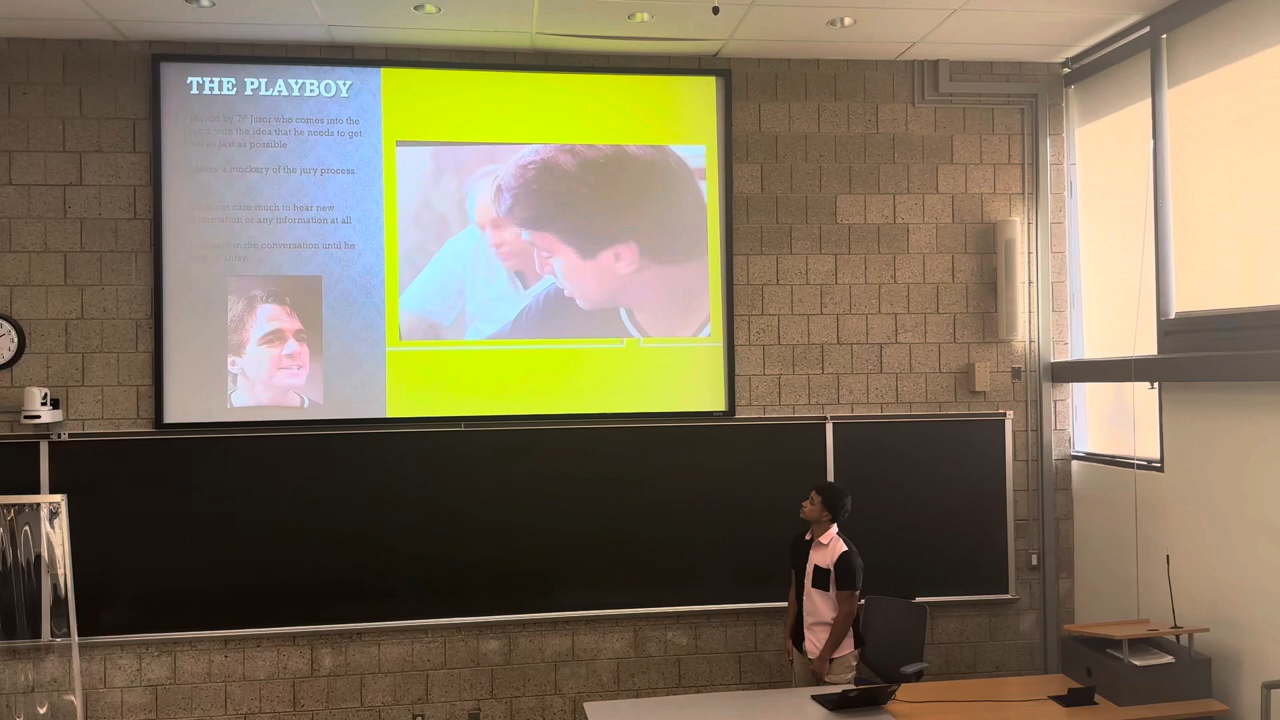 THE PLAYBOY
by 7th Juror who comes into the
with the idea that he needs to get
as fast as possible
a mockery of the jury process.
care much to hear new
information or any information at all
in the conversation until he